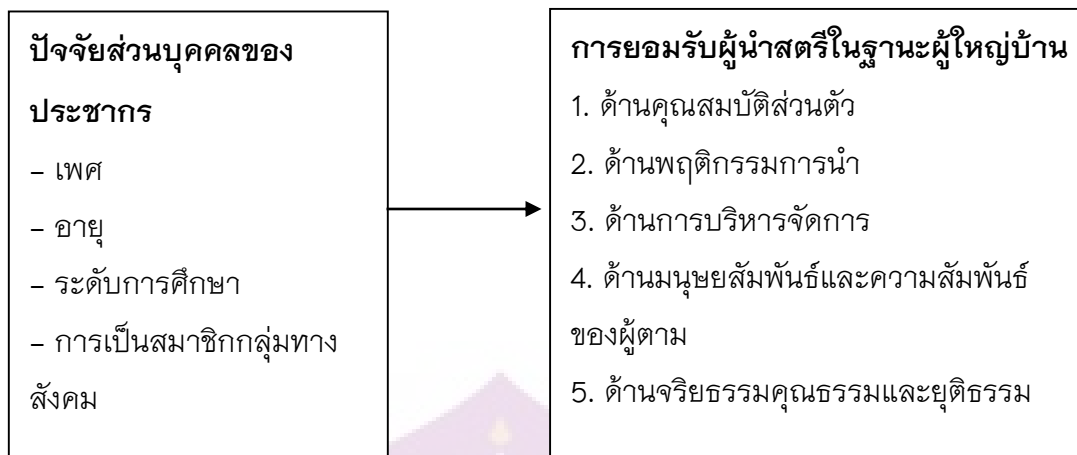 ปัจจัยส่วนบุคคลของ
ประชากร
– เพศ
– อายุ
– ระดับการศึกษา
– การเป็นสมาชิกกลุ่มทาง
สังคม
การยอมรับผู้นำสตรีในฐานะผู้ใหญ่บ้าน
1. ด้านคุณสมบัติส่วนตัว
2. ด้านพฤติกรรมการนำ
3. ด้านการบริหารจัดการ
4. ด้านมนุษยสัมพันธ์และความสัมพันธ์
ของผู้ตาม
5. ด้านจริยธรรมคุณธรรมและยุติธรรม